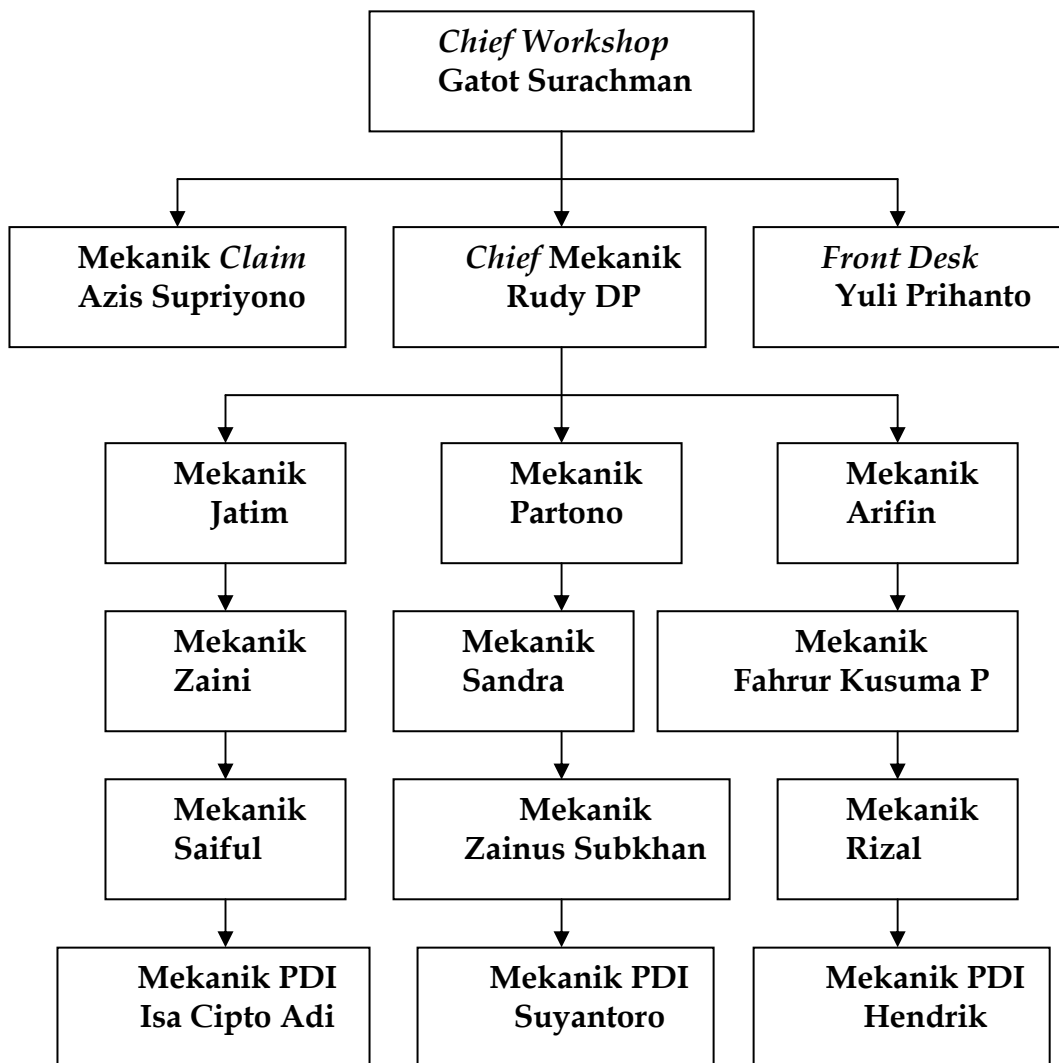 Chief Workshop
Gatot Surachman
Mekanik Claim
Azis Supriyono
Chief Mekanik
Rudy DP
Front Desk
Yuli Prihanto
Mekanik
Jatim
Mekanik
Partono
Mekanik
Arifin
Mekanik
Zaini
Mekanik
Sandra
Mekanik
Fahrur Kusuma P
Mekanik
Saiful
Mekanik
Zainus Subkhan
Mekanik
Rizal
Mekanik PDI
Isa Cipto Adi
Mekanik PDI
Suyantoro
Mekanik PDI
Hendrik